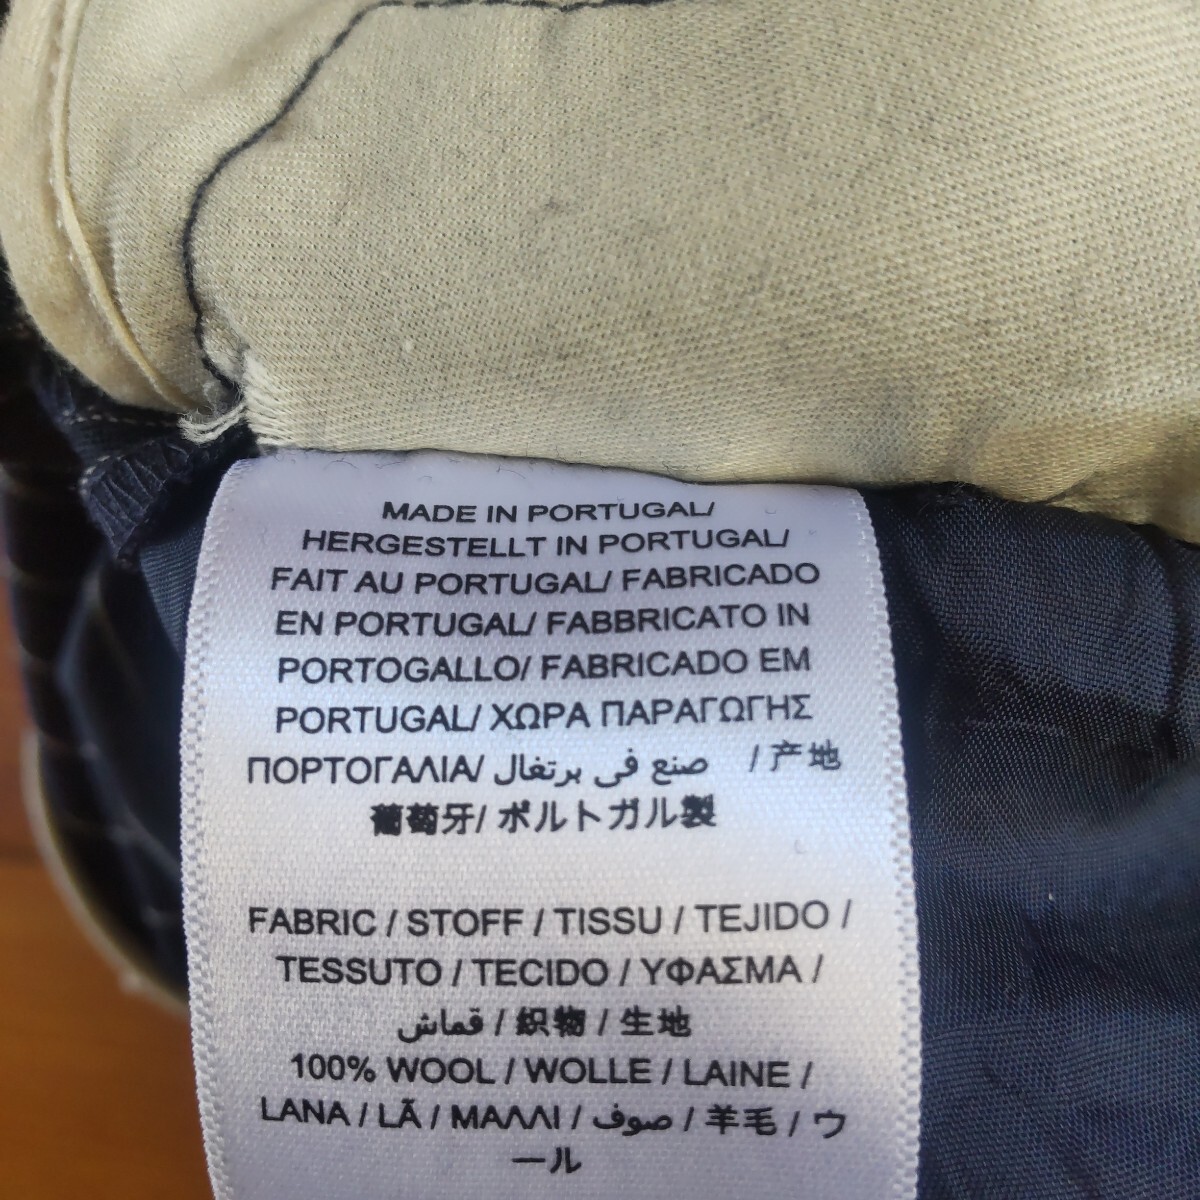 MADE IN PORTUGAL/
HERGESTELLT IN PORTUGAL/
FAIT AU PORTUGAL/ FABRICADO
EN PORTUGAL/ FABBRICATO IN
PORTOGALLO/ FABRICADO EM
PORTUGAL/ ΧΩΡΑ ΠΑΡΑΓΩΓΗΣ
ΠΟΡΤΟΓΑΛΙΑ/ صنع في برتغال / 产地
葡萄牙/ ポルトガル製
FABRIC / STOFF / TISSU / TEJIDO /
TESSUTO / TECIDO / ΥΦΑΣΜΑ /
قماش / 织物 / 生地
100% WOOL / WOLLE / LAINE /
LANA / LÃ / ΜΑΛΛΙ / صوف / 羊毛 / ウ
ール